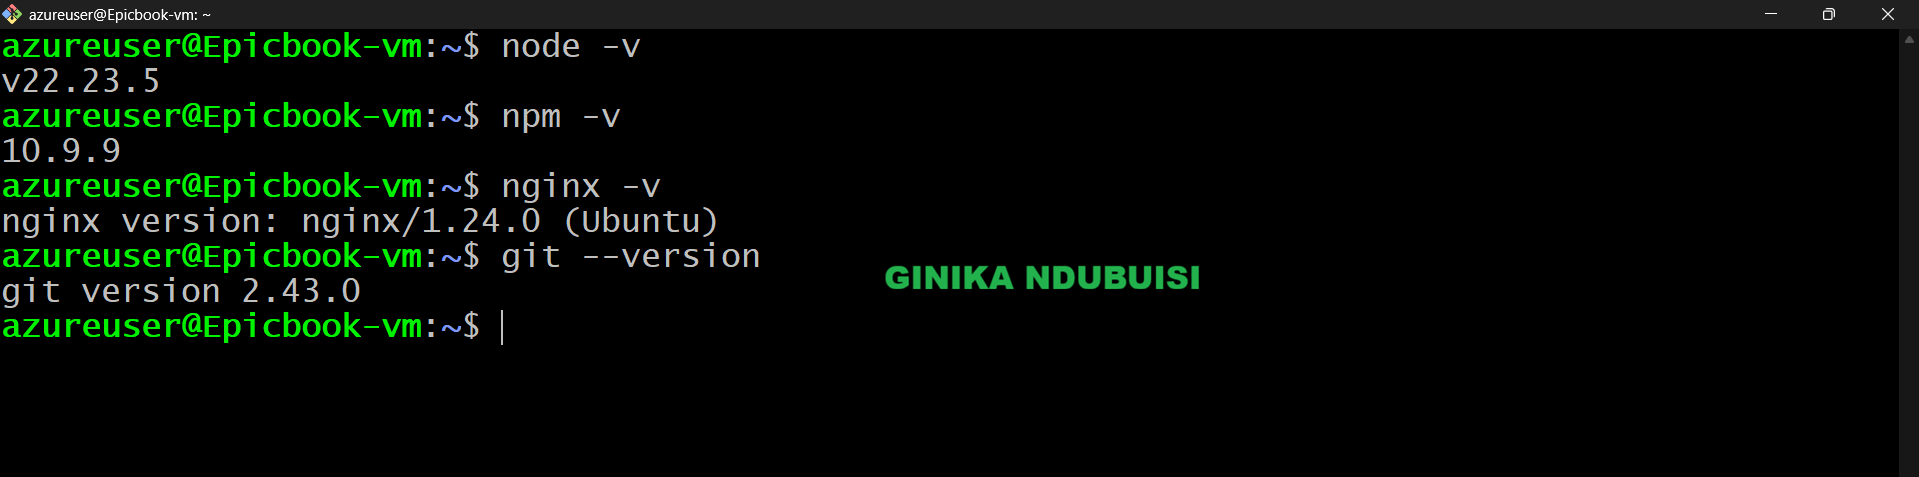 azureuser@Epicbook-vm: ~
azureuser@Epicbook-vm:~$ node -v
v22.23.5
azureuser@Epicbook-vm:~$ npm -v
10.9.9
azureuser@Epicbook-vm:~$ nginx -v
nginx version: nginx/1.24.0 (Ubuntu)
azureuser@Epicbook-vm:~$ git --version
git version 2.43.0
GINIKA NDUBUISI
azureuser@Epicbook-vm:~$